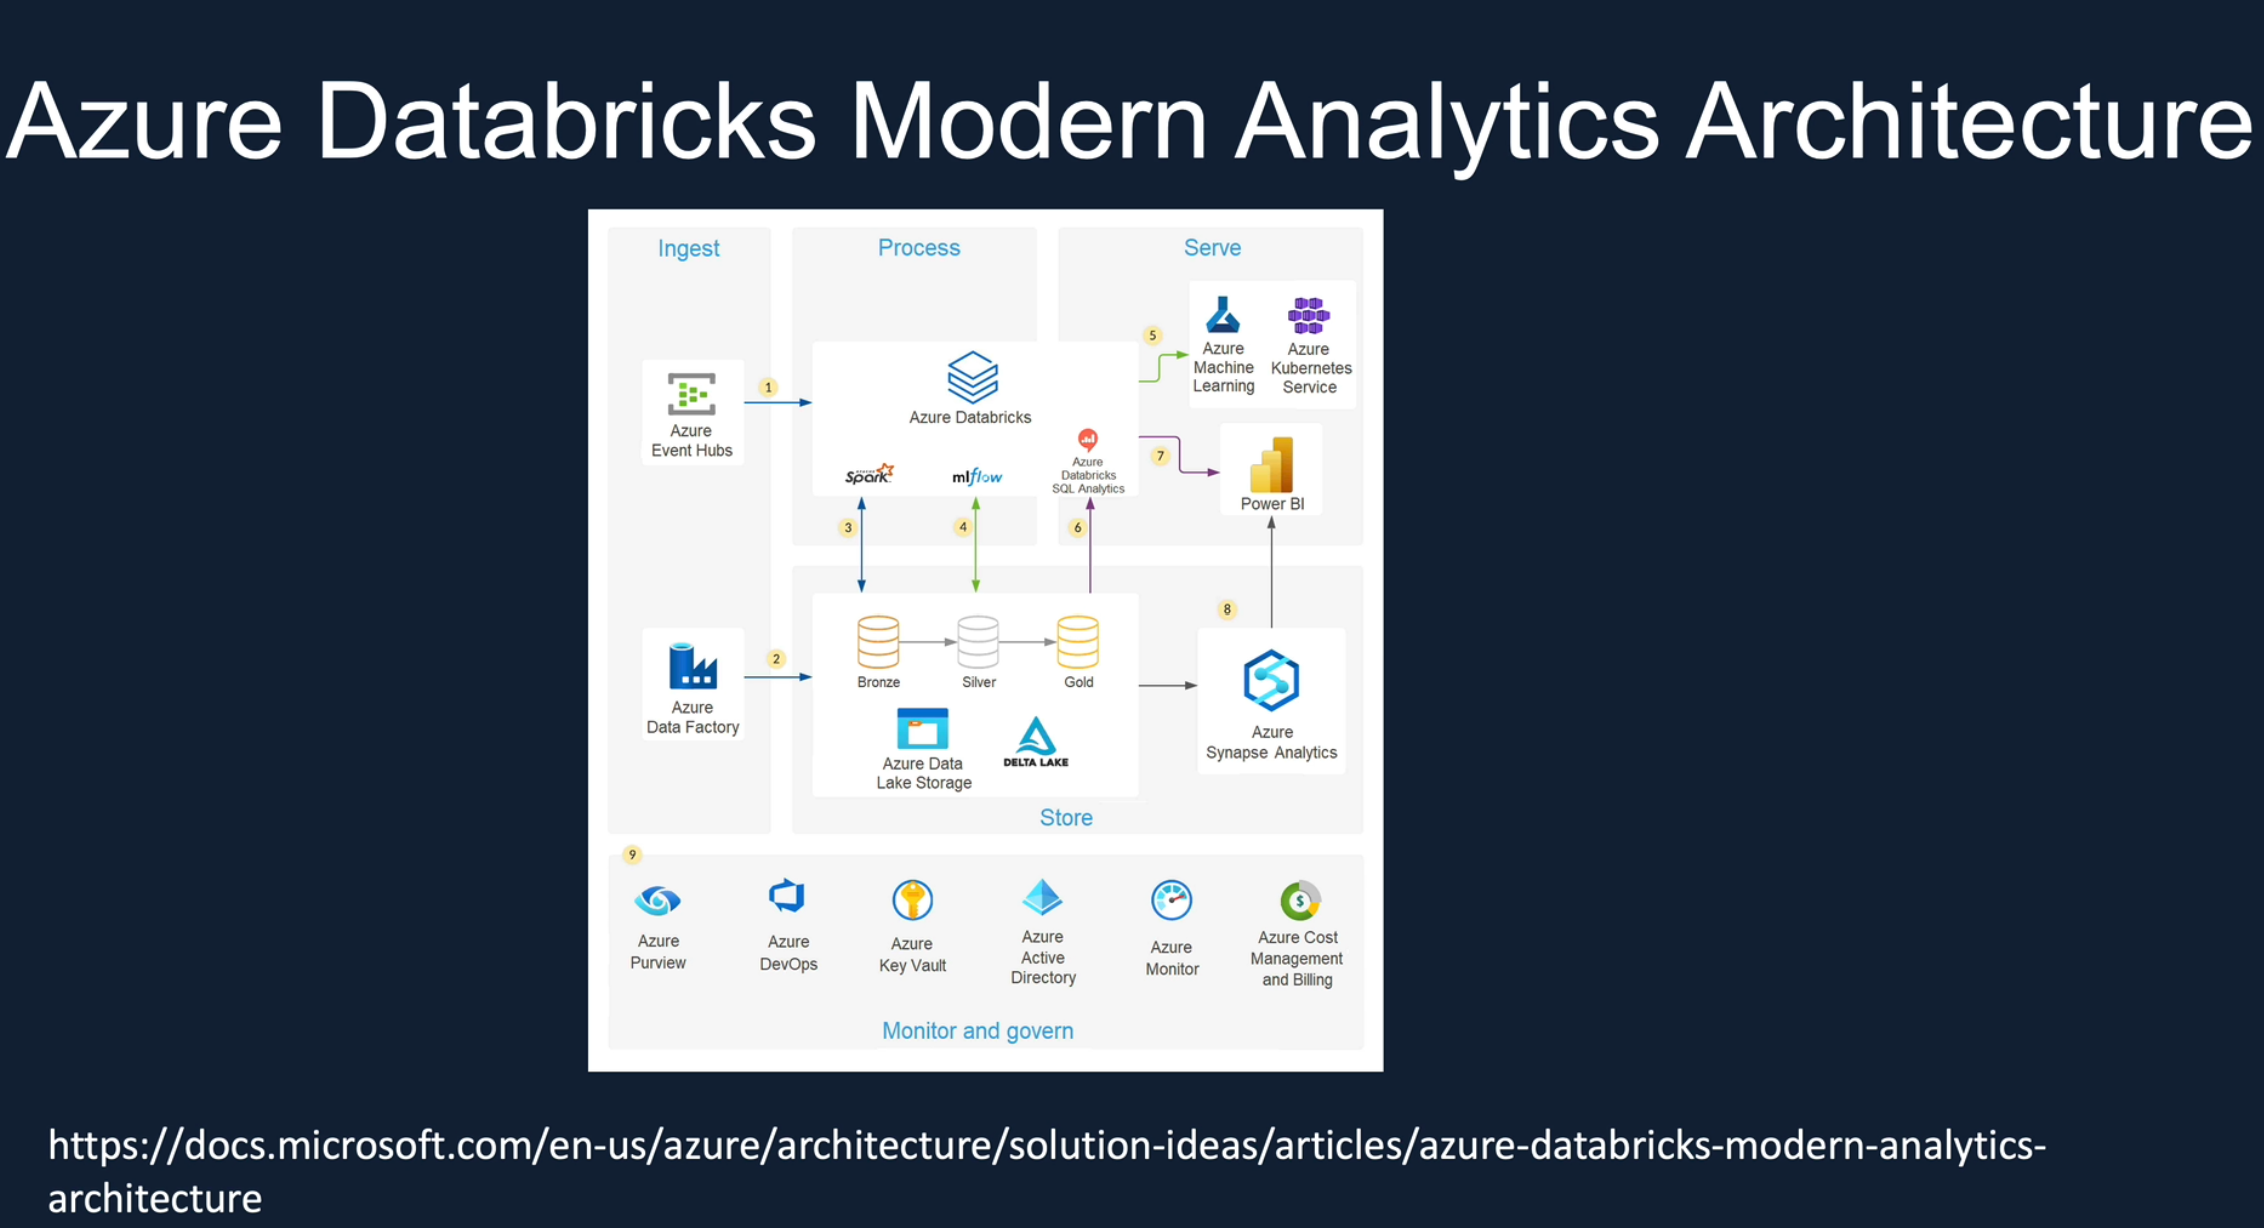 Azure Databricks Modern Analytics Architecture
Ingest
Process
Serve
Azure
Event Hubs
1
Azure Databricks
APACHE
Spark
mlflow
Azure
Databricks
SQL Analytics
5
Azure
Machine
Learning
Azure
Kubernetes
Service
7
Power BI
3
4
6
Azure
Data Factory
2
Bronze
Silver
Gold
Azure Data
Lake Storage
DELTA LAKE
8
Azure
Synapse Analytics
Store
9
Azure
Purview
Azure
DevOps
Azure
Key Vault
Azure
Active
Directory
Azure
Monitor
$
Azure Cost
Management
and Billing
Monitor and govern
https://docs.microsoft.com/en-us/azure/architecture/solution-ideas/articles/azure-databricks-modern-analytics-
architecture